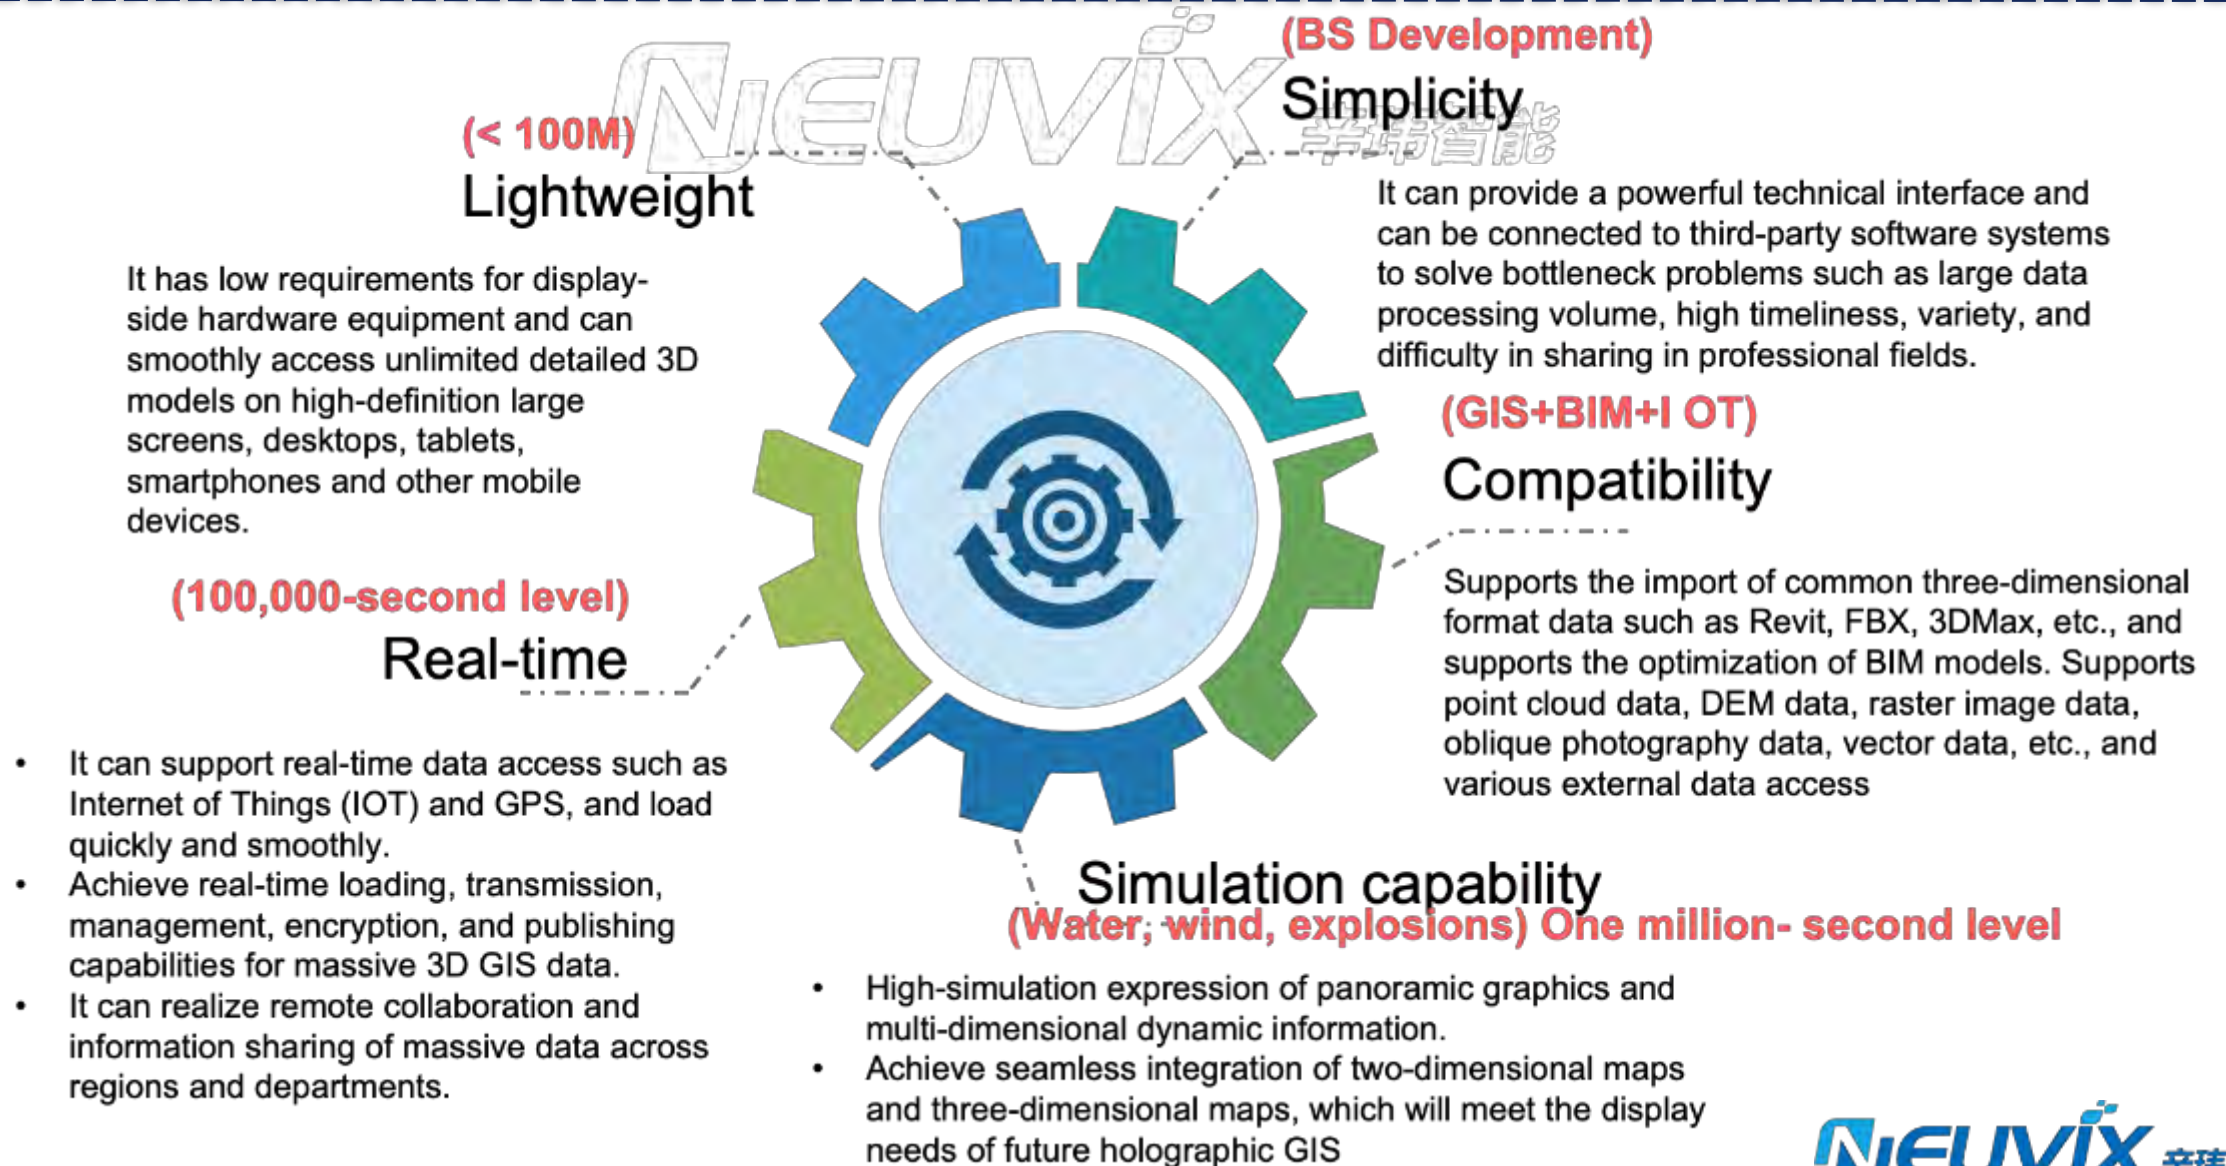 NEUVIX
辛玮智能
(BS Development)
Simplicity
It can provide a powerful technical interface and
can be connected to third-party software systems
to solve bottleneck problems such as large data
processing volume, high timeliness, variety, and
difficulty in sharing in professional fields.
(< 100M)
Lightweight
It has low requirements for display-
side hardware equipment and can
smoothly access unlimited detailed 3D
models on high-definition large
screens, desktops, tablets,
smartphones and other mobile
devices.
(GIS+BIM+I OT)
Compatibility
Supports the import of common three-dimensional
format data such as Revit, FBX, 3DMax, etc., and
supports the optimization of BIM models. Supports
point cloud data, DEM data, raster image data,
oblique photography data, vector data, etc., and
various external data access
(100,000-second level)
Real-time
• It can support real-time data access such as
Internet of Things (IOT) and GPS, and load
quickly and smoothly.
• Achieve real-time loading, transmission,
management, encryption, and publishing
capabilities for massive 3D GIS data.
• It can realize remote collaboration and
information sharing of massive data across
regions and departments.
Simulation capability
(Water, wind, explosions) One million- second level
• High-simulation expression of panoramic graphics and
multi-dimensional dynamic information.
• Achieve seamless integration of two-dimensional maps
and three-dimensional maps, which will meet the display
needs of future holographic GIS
NEUVIX 辛玮